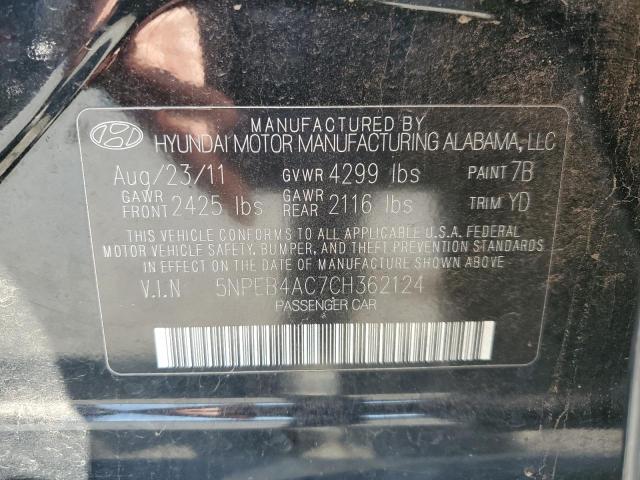 MANUFACTURED BY
HYUNDAI MOTOR MANUFACTURING ALABAMA, LLC
Aug/23/11 GVWR 4299 lbs PAINT 7B
GAWR FRONT 2425 lbs GAWR REAR 2116 lbs TRIM YD
THIS VEHICLE CONFORMS TO ALL APPLICABLE U.S.A. FEDERAL
MOTOR VEHICLE SAFETY, BUMPER, AND THEFT PREVENTION STANDARDS
IN EFFECT ON THE DATE OF MANUFACTURE SHOWN ABOVE.
V.I.N 5NPEB4AC7CH362124
PASSENGER CAR